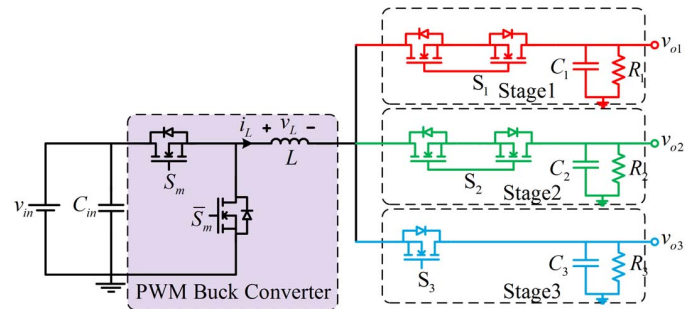 v_in
C_in
S_m
S̅_m
i_L
+ v_L −
L
PWM Buck Converter
S_1
Stage1
C_1
R_1
v_o1
S_2
Stage2
C_2
R_2
v_o2
S_3
Stage3
C_3
R_3
v_o3